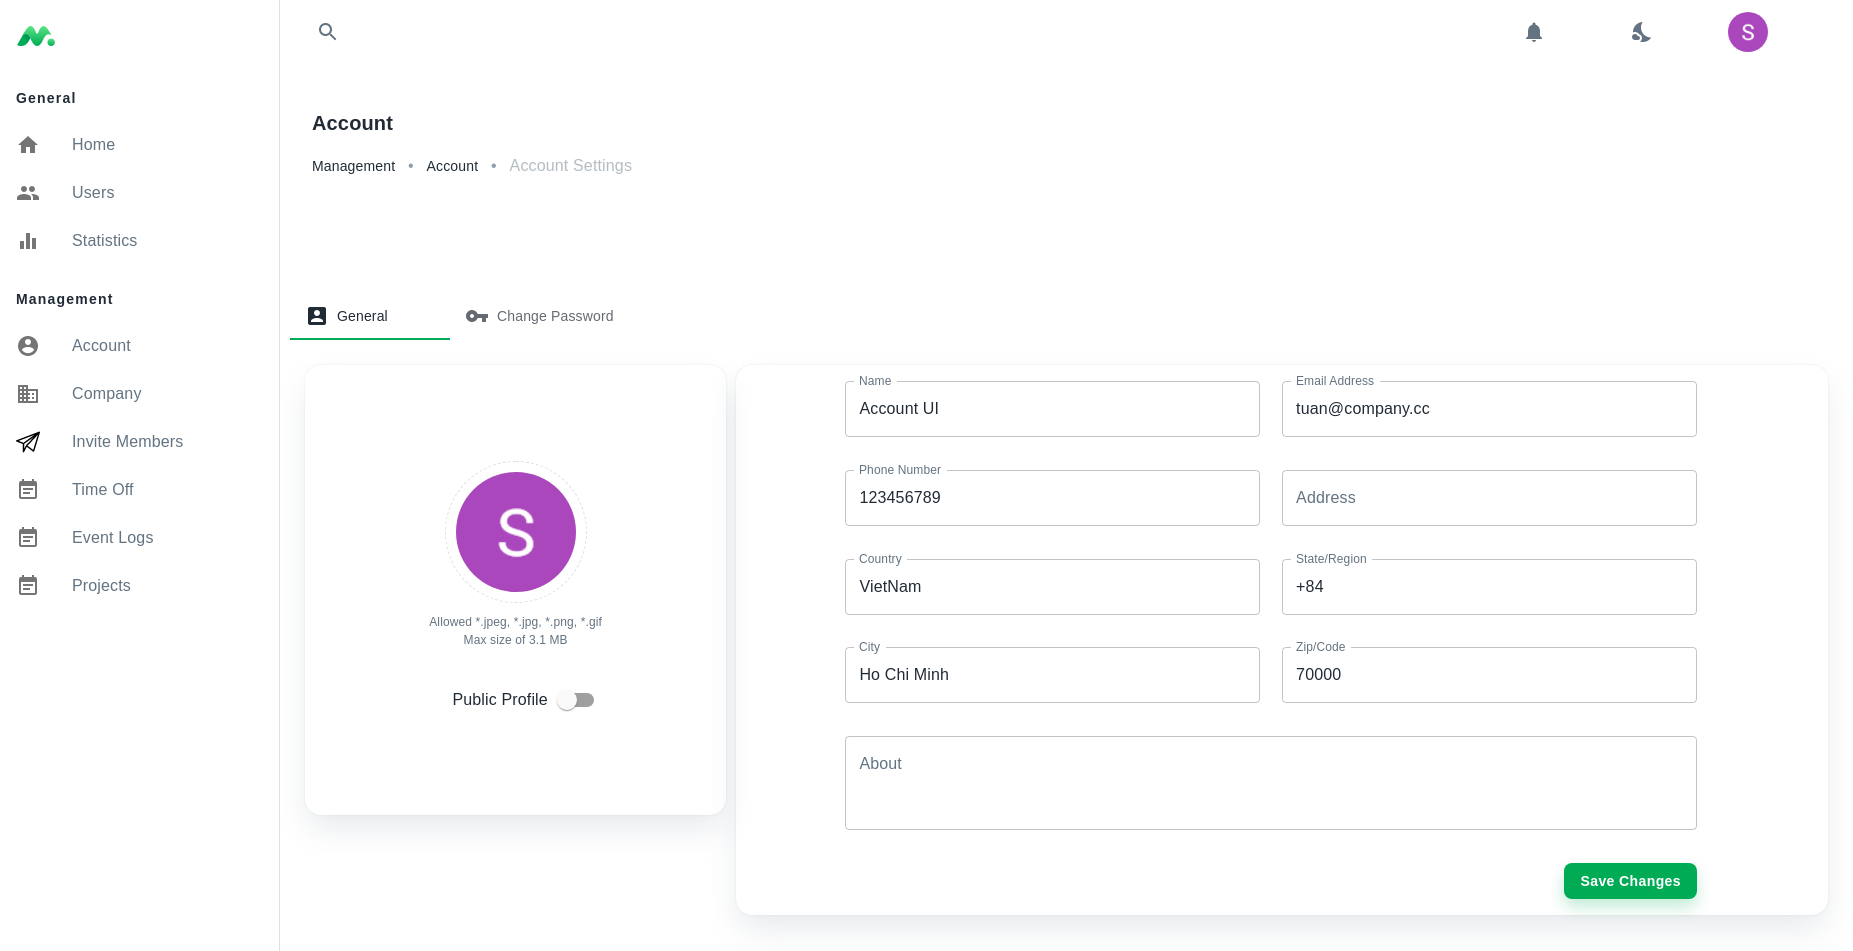 S
General
Home
Users
Statistics
Management
Account
Company
Invite Members
Time Off
Event Logs
Projects
Account
Management • Account • Account Settings
General
Change Password
S
Allowed *.jpeg, *.jpg, *.png, *.gif
Max size of 3.1 MB
Public Profile
Name
Account UI
Email Address
tuan@company.cc
Phone Number
123456789
Address
Country
VietNam
State/Region
+84
City
Ho Chi Minh
Zip/Code
70000
About
Save Changes